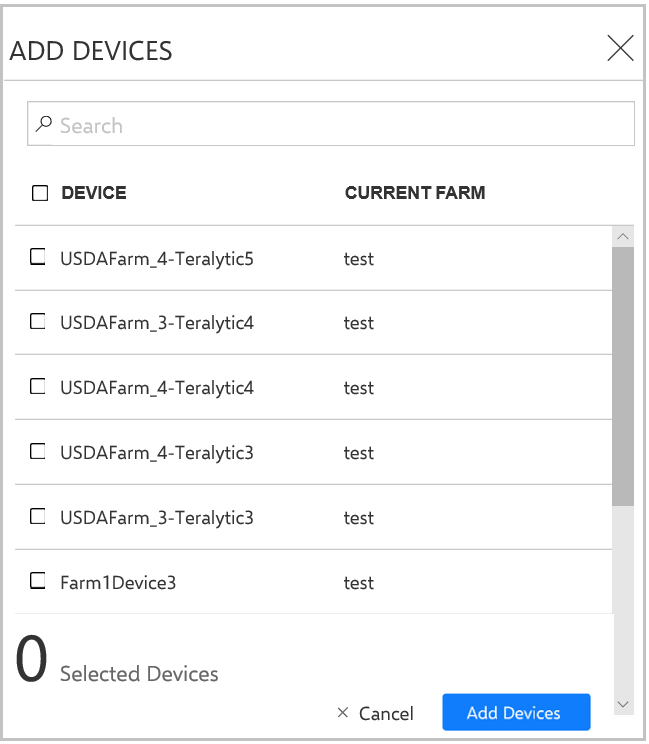 ADD DEVICES
Search
DEVICE CURRENT FARM
USDAFarm_4-Teralytic5 test
USDAFarm_3-Teralytic4 test
USDAFarm_4-Teralytic4 test
USDAFarm_4-Teralytic3 test
USDAFarm_3-Teralytic3 test
Farm1Device3 test
0 Selected Devices
Cancel Add Devices